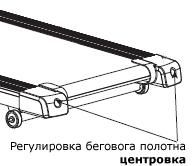 Регулировка бегового полотна
центровка